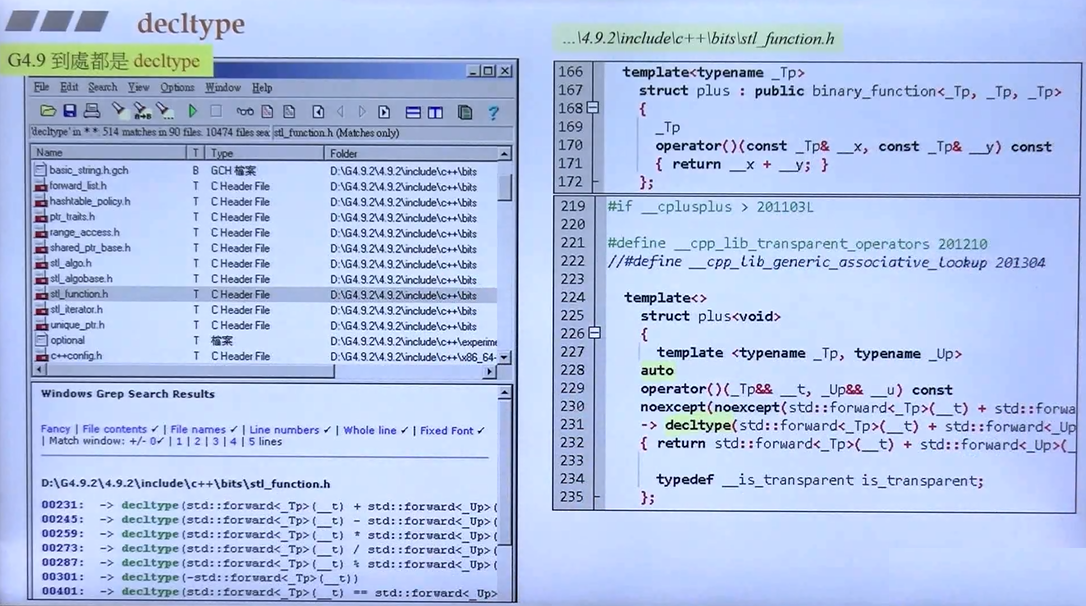 decltype
G4.9 到處都是 decltype
File Edit Search View Options Window Help
'decltype' in *.*: 514 matches in 90 files. 10474 files sea stl_function.h (Matches only)
Name T Type Folder
basic_string.h.gch B GCH 檔案 D:\G4.9.2\4.9.2\include\c++\bits
forward_list.h T C Header File D:\G4.9.2\4.9.2\include\c++\bits
hashtable_policy.h T C Header File D:\G4.9.2\4.9.2\include\c++\bits
ptr_traits.h T C Header File D:\G4.9.2\4.9.2\include\c++\bits
range_access.h T C Header File D:\G4.9.2\4.9.2\include\c++\bits
shared_ptr_base.h T C Header File D:\G4.9.2\4.9.2\include\c++\bits
stl_algo.h T C Header File D:\G4.9.2\4.9.2\include\c++\bits
stl_algobase.h T C Header File D:\G4.9.2\4.9.2\include\c++\bits
stl_function.h T C Header File D:\G4.9.2\4.9.2\include\c++\bits
stl_iterator.h T C Header File D:\G4.9.2\4.9.2\include\c++\bits
unique_ptr.h T C Header File D:\G4.9.2\4.9.2\include\c++\bits
optional T 檔案 D:\G4.9.2\4.9.2\include\c++\experime
c++config.h T C Header File D:\G4.9.2\4.9.2\include\c++\x86_64-
Windows Grep Search Results
Fancy | File contents ✓ | File names ✓ | Line numbers ✓ | Whole line ✓ | Fixed Font ✓
| Match window: +/- 0✓ | 1 | 2 | 3 | 4 | 5 lines
D:\G4.9.2\4.9.2\include\c++\bits\stl_function.h
00231: -> decltype(std::forward<_Tp>(__t) + std::forward<_Up>(
00245: -> decltype(std::forward<_Tp>(__t) - std::forward<_Up>(
00259: -> decltype(std::forward<_Tp>(__t) * std::forward<_Up>(
00273: -> decltype(std::forward<_Tp>(__t) / std::forward<_Up>(
00287: -> decltype(std::forward<_Tp>(__t) % std::forward<_Up>(
00301: -> decltype(-std::forward<_Tp>(__t))
00401: -> decltype(std::forward<_Tp>(__t) == std::forward<_Up>
...\4.9.2\include\c++\bits\stl_function.h
166 template<typename _Tp>
167 struct plus : public binary_function<_Tp, _Tp, _Tp>
168 {
169 _Tp
170 operator()(const _Tp& __x, const _Tp& __y) const
171 { return __x + __y; }
172 };
219 #if __cplusplus > 201103L
220
221 #define __cpp_lib_transparent_operators 201210
222 //#define __cpp_lib_generic_associative_lookup 201304
223
224 template<>
225 struct plus<void>
226 {
227 template <typename _Tp, typename _Up>
228 auto
229 operator()(_Tp&& __t, _Up&& __u) const
230 noexcept(noexcept(std::forward<_Tp>(__t) + std::forwa
231 -> decltype(std::forward<_Tp>(__t) + std::forward<_Up
232 { return std::forward<_Tp>(__t) + std::forward<_Up>(_
233
234 typedef __is_transparent is_transparent;
235 };